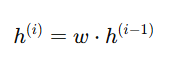 h^{(i)} = w · h^{(i−1)}